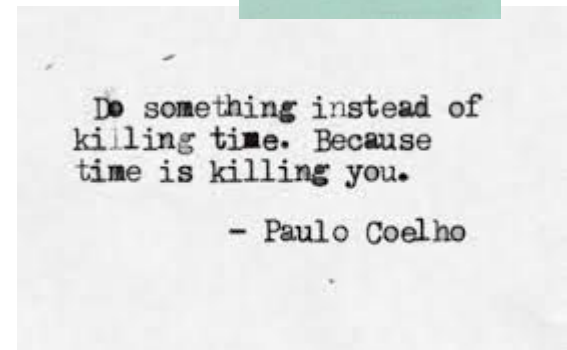 Do something instead of
killing time. Because
time is killing you.
- Paulo Coelho